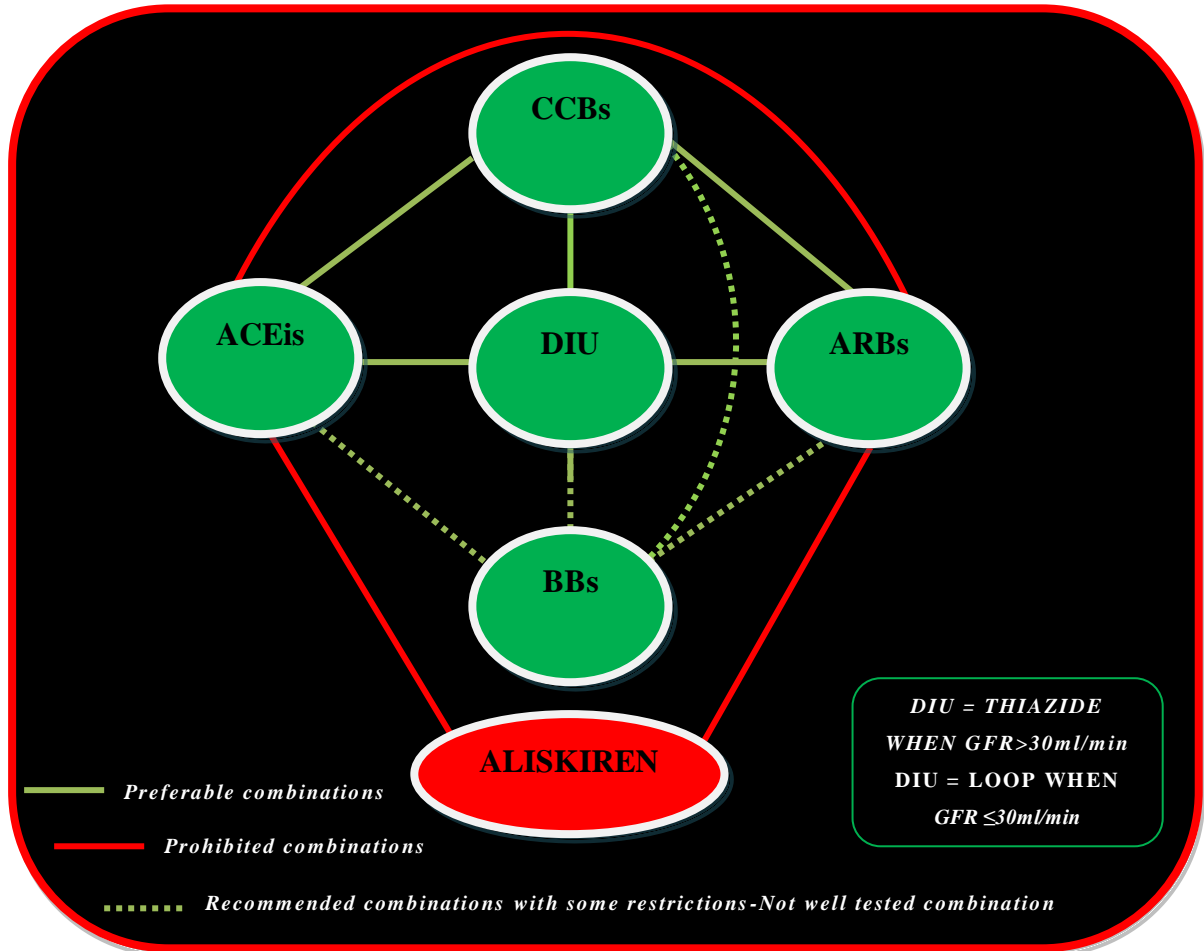 CCBs
ACEis
DIU
ARBs
BBs
ALISKIREN
DIU = THIAZIDE
WHEN GFR>30ml/min
DIU = LOOP WHEN
GFR ≤30ml/min
Preferable combinations
Prohibited combinations
Recommended combinations with some restrictions-Not well tested combination